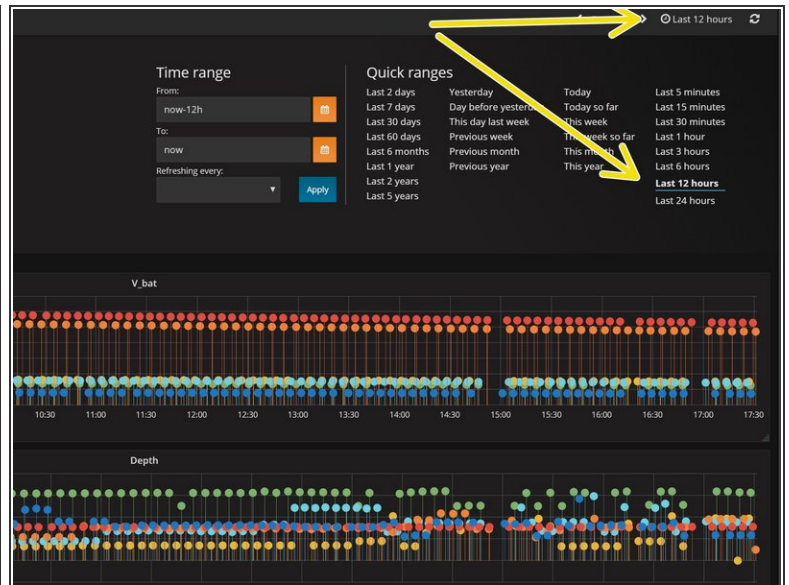 Last 12 hours
Time range
From:
now-12h
To:
now
Refreshing every:
Apply
Quick ranges
Last 2 days
Last 7 days
Last 30 days
Last 60 days
Last 6 months
Last 1 year
Last 2 years
Last 5 years
Yesterday
Day before yesterday
This day last week
Previous week
Previous month
Previous year
Today
Today so far
This week
This week so far
This month
This year
Last 5 minutes
Last 15 minutes
Last 30 minutes
Last 1 hour
Last 3 hours
Last 6 hours
Last 12 hours
Last 24 hours
V_bat
10:30 11:00 11:30 12:00 12:30 13:00 13:30 14:00 14:30 15:00 15:30 16:00 16:30 17:00 17:30
Depth